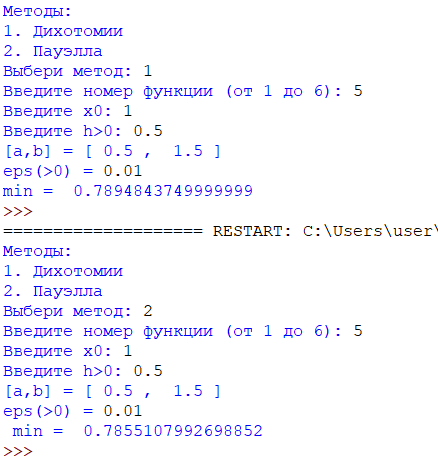 Методы:
1. Дихотомии
2. Пауэлла
Выбери метод: 1
Введите номер функции (от 1 до 6): 5
Введите x0: 1
Введите h>0: 0.5
[a,b] = [ 0.5 ,  1.5 ]
eps(>0) = 0.01
min =  0.7894843749999999
>>>
==================== RESTART: C:\Users\user\
Методы:
1. Дихотомии
2. Пауэлла
Выбери метод: 2
Введите номер функции (от 1 до 6): 5
Введите x0: 1
Введите h>0: 0.5
[a,b] = [ 0.5 ,  1.5 ]
eps(>0) = 0.01
 min =  0.7855107992698852
>>>